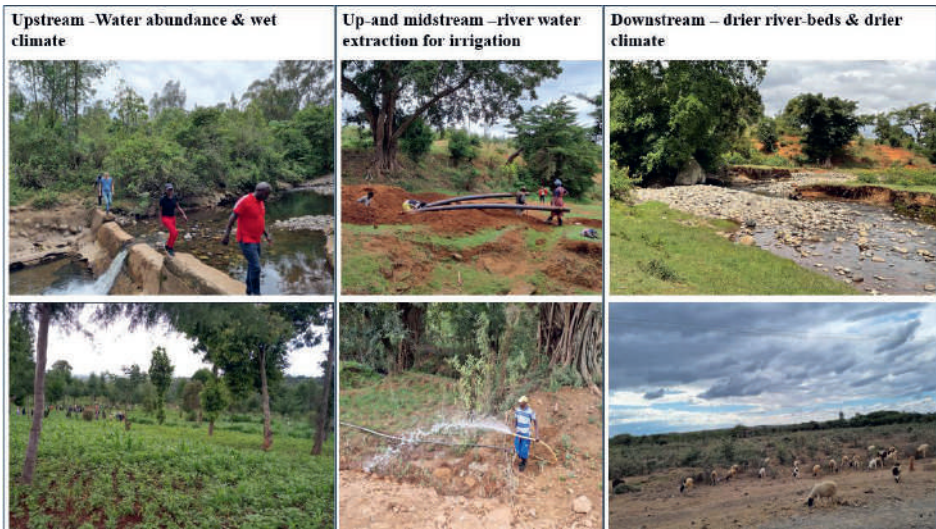 Upstream -Water abundance & wet
climate
Up-and midstream –river water
extraction for irrigation
Downstream – drier river-beds & drier
climate